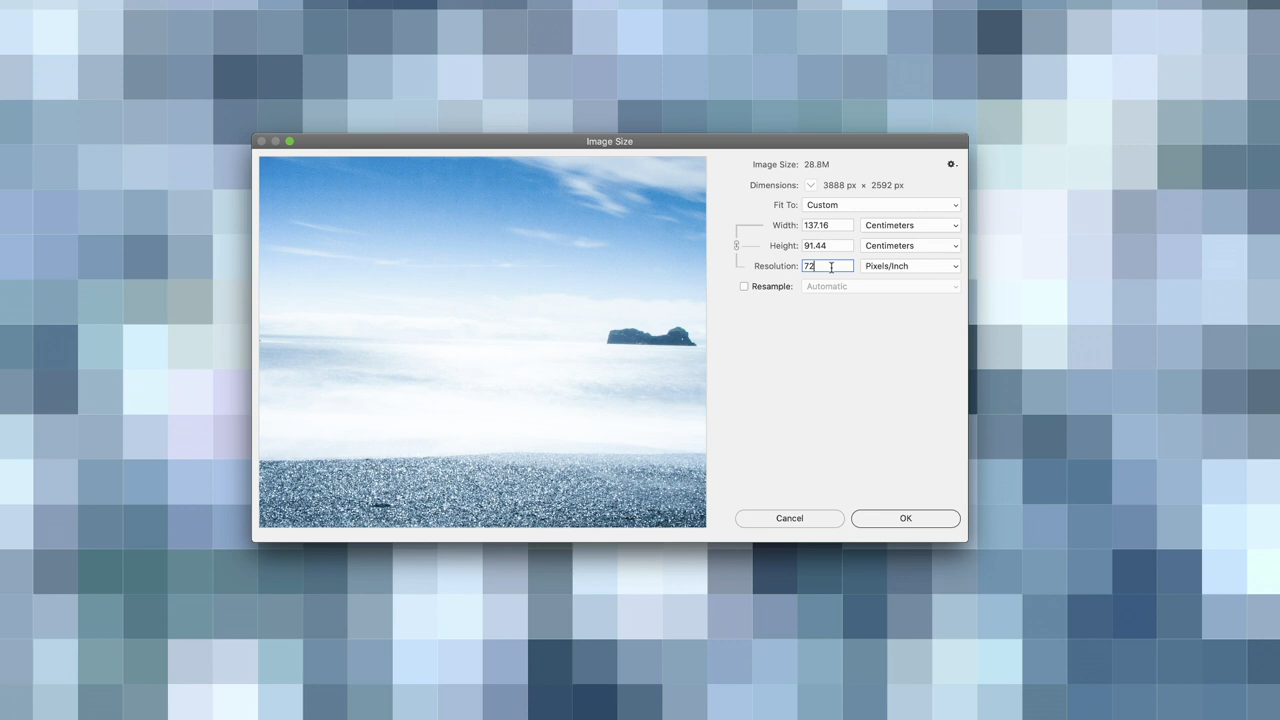 Image Size
Image Size: 28.8M
Dimensions: 3888 px × 2592 px
Fit To: Custom
Width: 137.16 Centimeters
Height: 91.44 Centimeters
Resolution: 72 Pixels/Inch
Resample: Automatic
Cancel OK